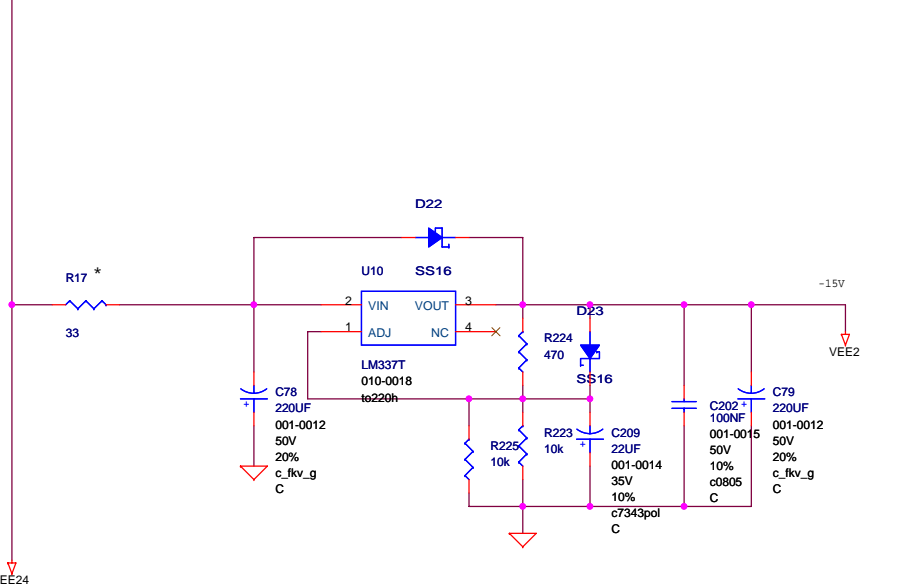 D22
SS16
R17 *
33
U10
2 VIN VOUT 3
1 ADJ NC 4
LM337T
010-0018
to220h
-15V
VEE2
D23
SS16
R224
470
C78
+
220UF
001-0012
50V
20%
c_fkv_g
C
R225
10k
R223
10k
C209
+
22UF
001-0014
35V
10%
c7343pol
C
C202
100NF
001-0015
50V
10%
c0805
C
C79
+
220UF
001-0012
50V
20%
c_fkv_g
C
EE24